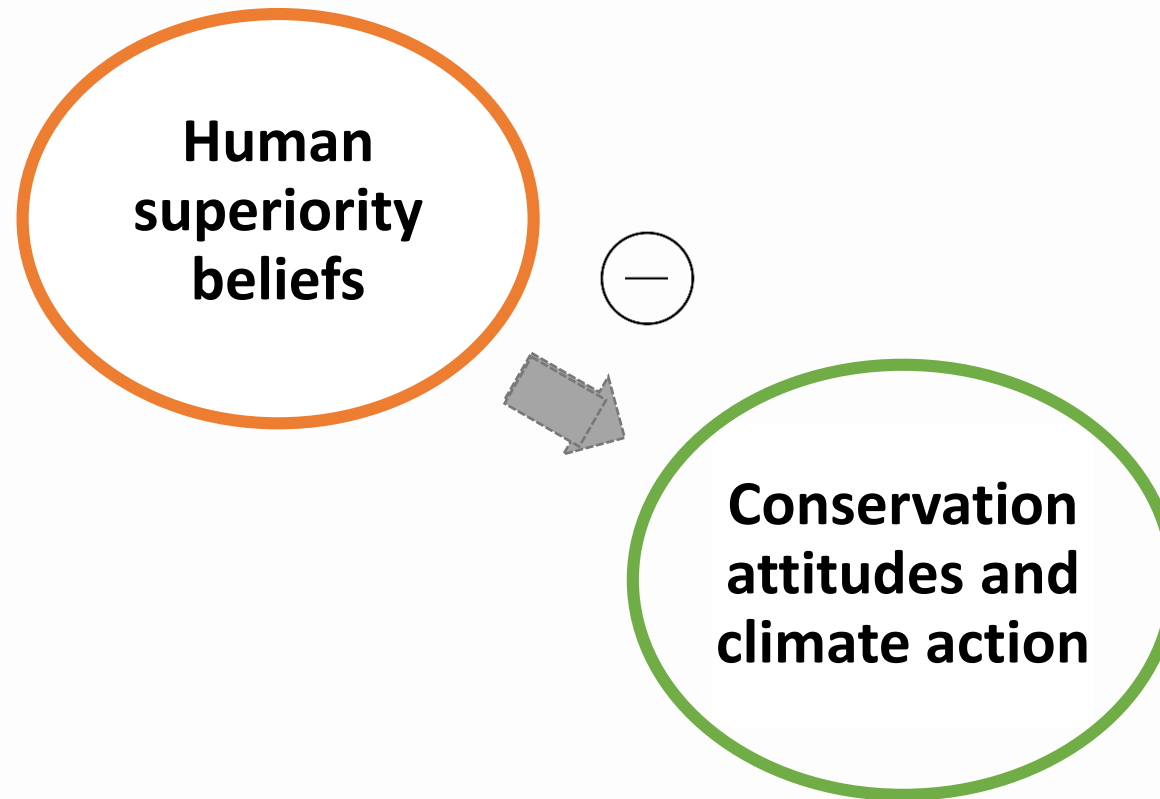 Human
superiority
beliefs
—
Conservation
attitudes and
climate action